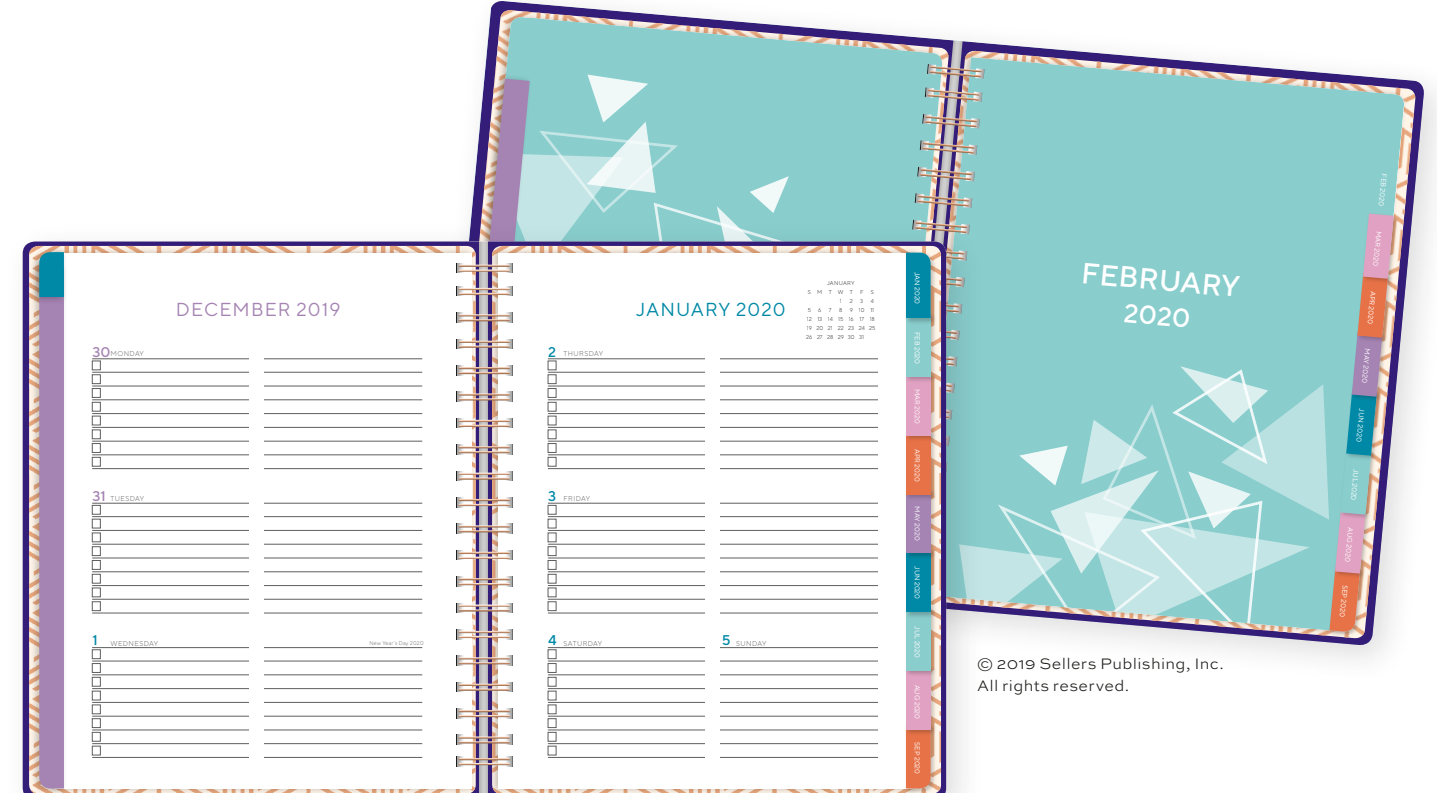 FEBRUARY
2020
FEB 2020
MAR 2020
APR 2020
MAY 2020
JUN 2020
JUL 2020
AUG 2020
SEP 2020
DECEMBER 2019
30 MONDAY
31 TUESDAY
1 WEDNESDAY
New Year's Day 2020
JANUARY 2020
JANUARY
S M T W T F S
1 2 3 4
5 6 7 8 9 10 11
12 13 14 15 16 17 18
19 20 21 22 23 24 25
26 27 28 29 30 31
2 THURSDAY
3 FRIDAY
4 SATURDAY
5 SUNDAY
JAN 2020
FEB 2020
MAR 2020
APR 2020
MAY 2020
JUN 2020
JUL 2020
AUG 2020
SEP 2020
© 2019 Sellers Publishing, Inc.
All rights reserved.